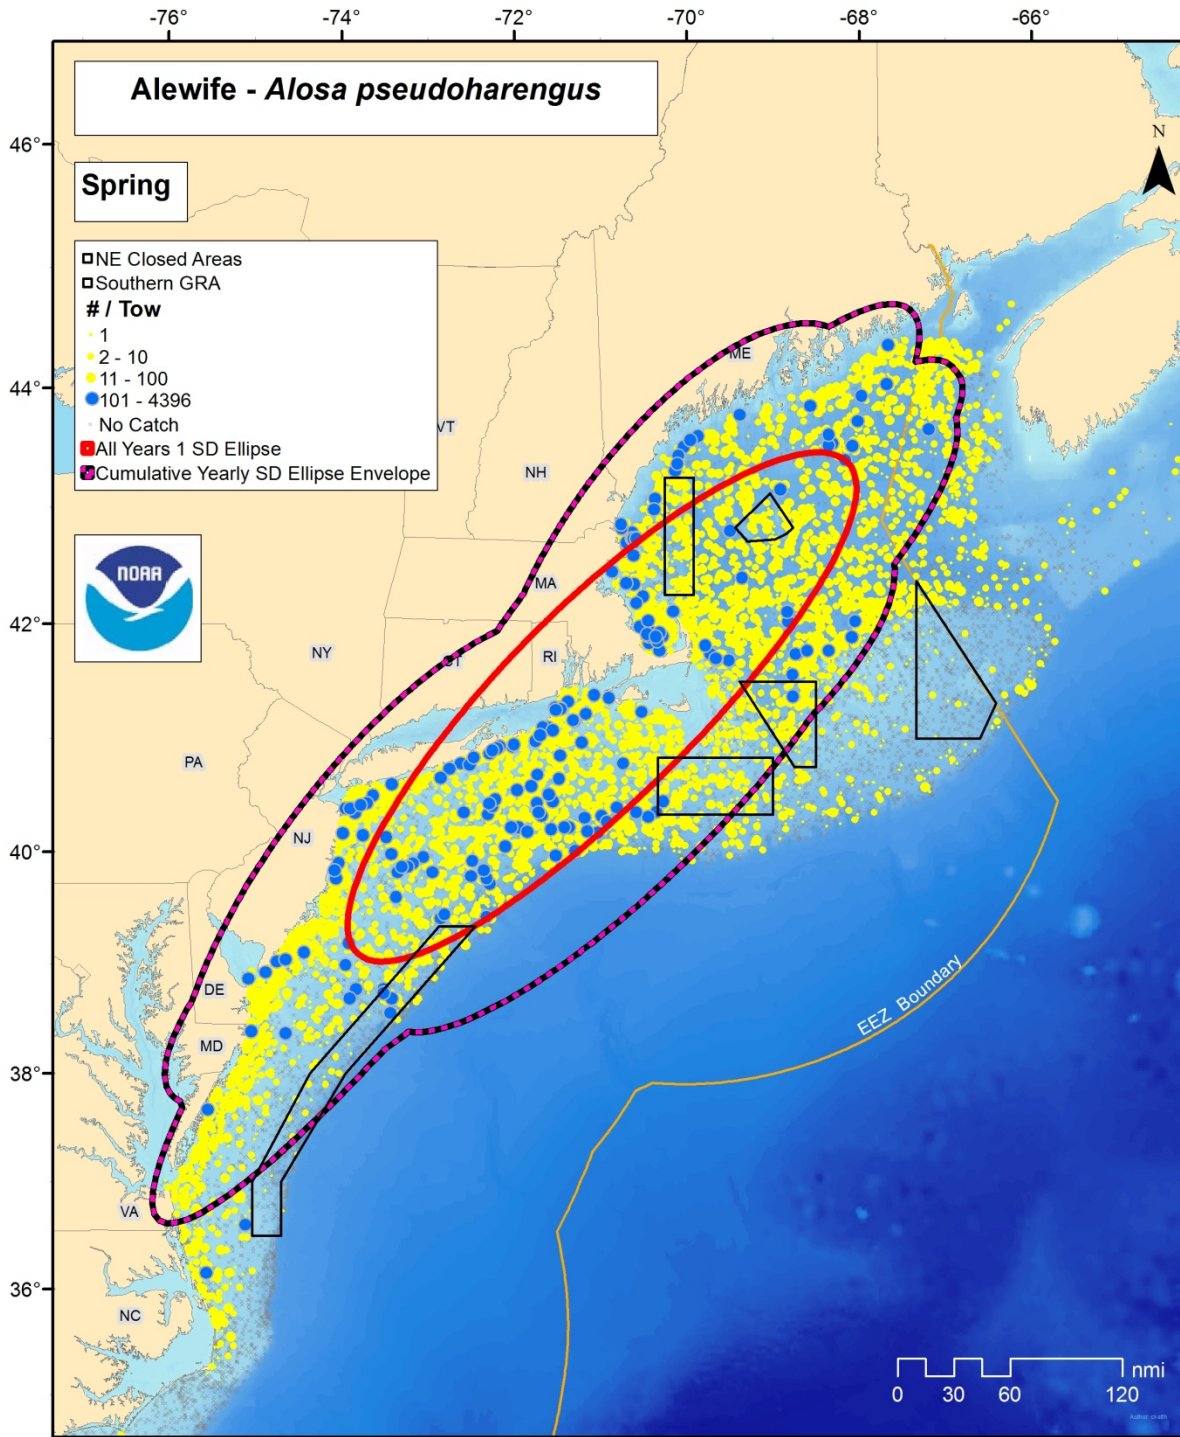 -76° -74° -72° -70° -68° -66°
Alewife - Alosa pseudoharengus
N
46°
Spring
NE Closed Areas
Southern GRA
# / Tow
1
2 - 10
11 - 100
101 - 4396
No Catch
All Years 1 SD Ellipse
Cumulative Yearly SD Ellipse Envelope
ME
44°
VT
NH
NOAA
MA
42°
NY
CT
RI
PA
NJ
40°
DE
EEZ Boundary
MD
38°
VA
36°
NC
nmi
0 30 60 120